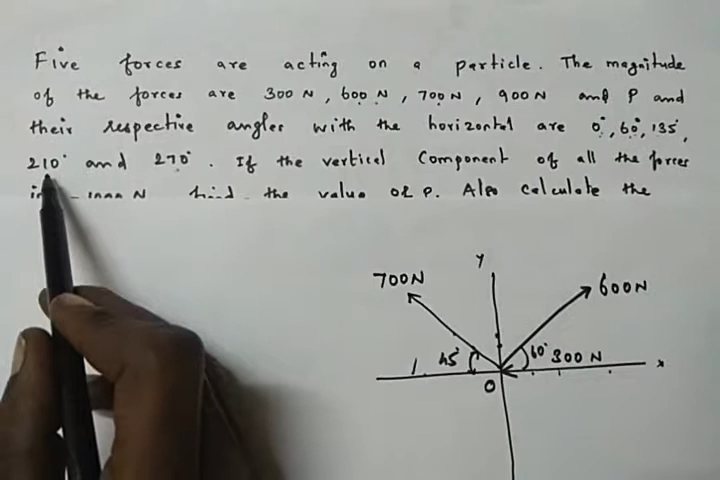 Five forces are acting on a particle. The magnitude
of the forces are 300 N, 600 N, 700 N, 900 N and P and
their respective angles with the horizontal are 0°, 60°, 135°,
210° and 270°. If the vertical component of all the forces
the value of P. Also calculate the
Y
700N
600N
45°
60°
300 N
x
O